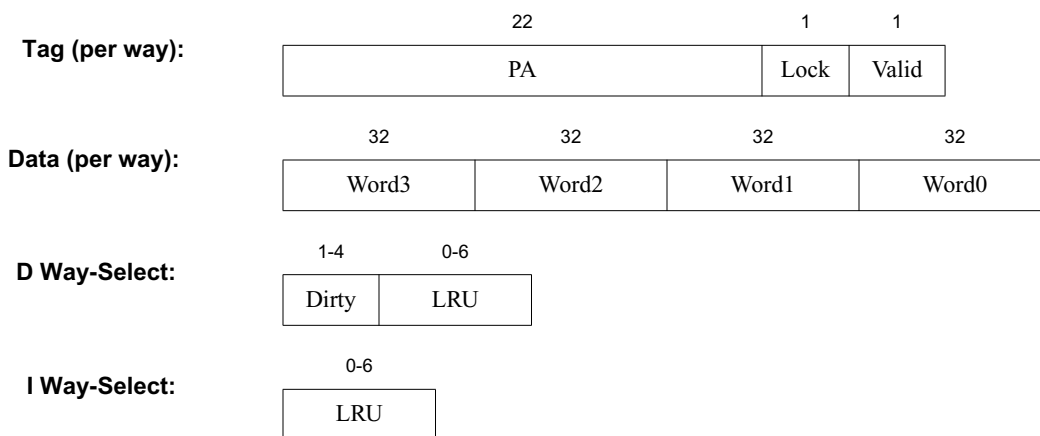 22 1 1
Tag (per way): PA Lock Valid
32 32 32 32
Data (per way): Word3 Word2 Word1 Word0
1-4 0-6
D Way-Select: Dirty LRU
0-6
I Way-Select: LRU